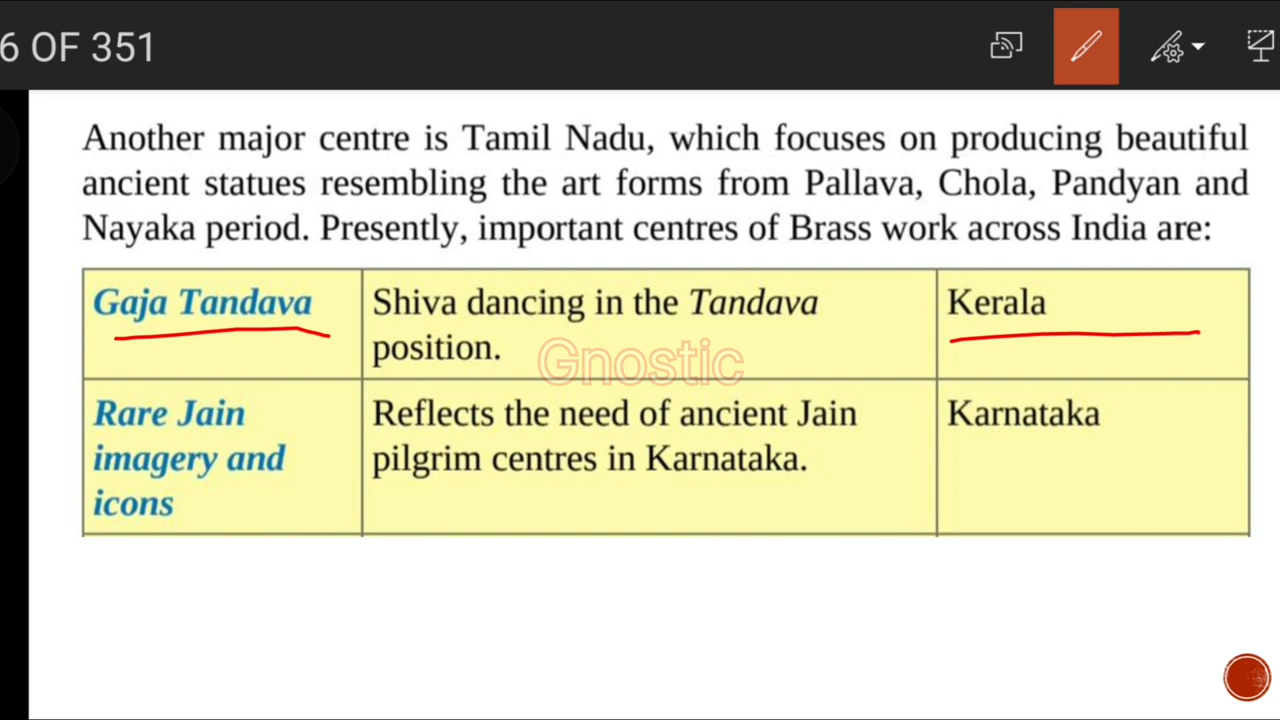 6 OF 351
Another major centre is Tamil Nadu, which focuses on producing beautiful
ancient statues resembling the art forms from Pallava, Chola, Pandyan and
Nayaka period. Presently, important centres of Brass work across India are:
Gaja Tandava
Shiva dancing in the Tandava
position.
Kerala
Gnostic
Rare Jain
imagery and
icons
Reflects the need of ancient Jain
pilgrim centres in Karnataka.
Karnataka